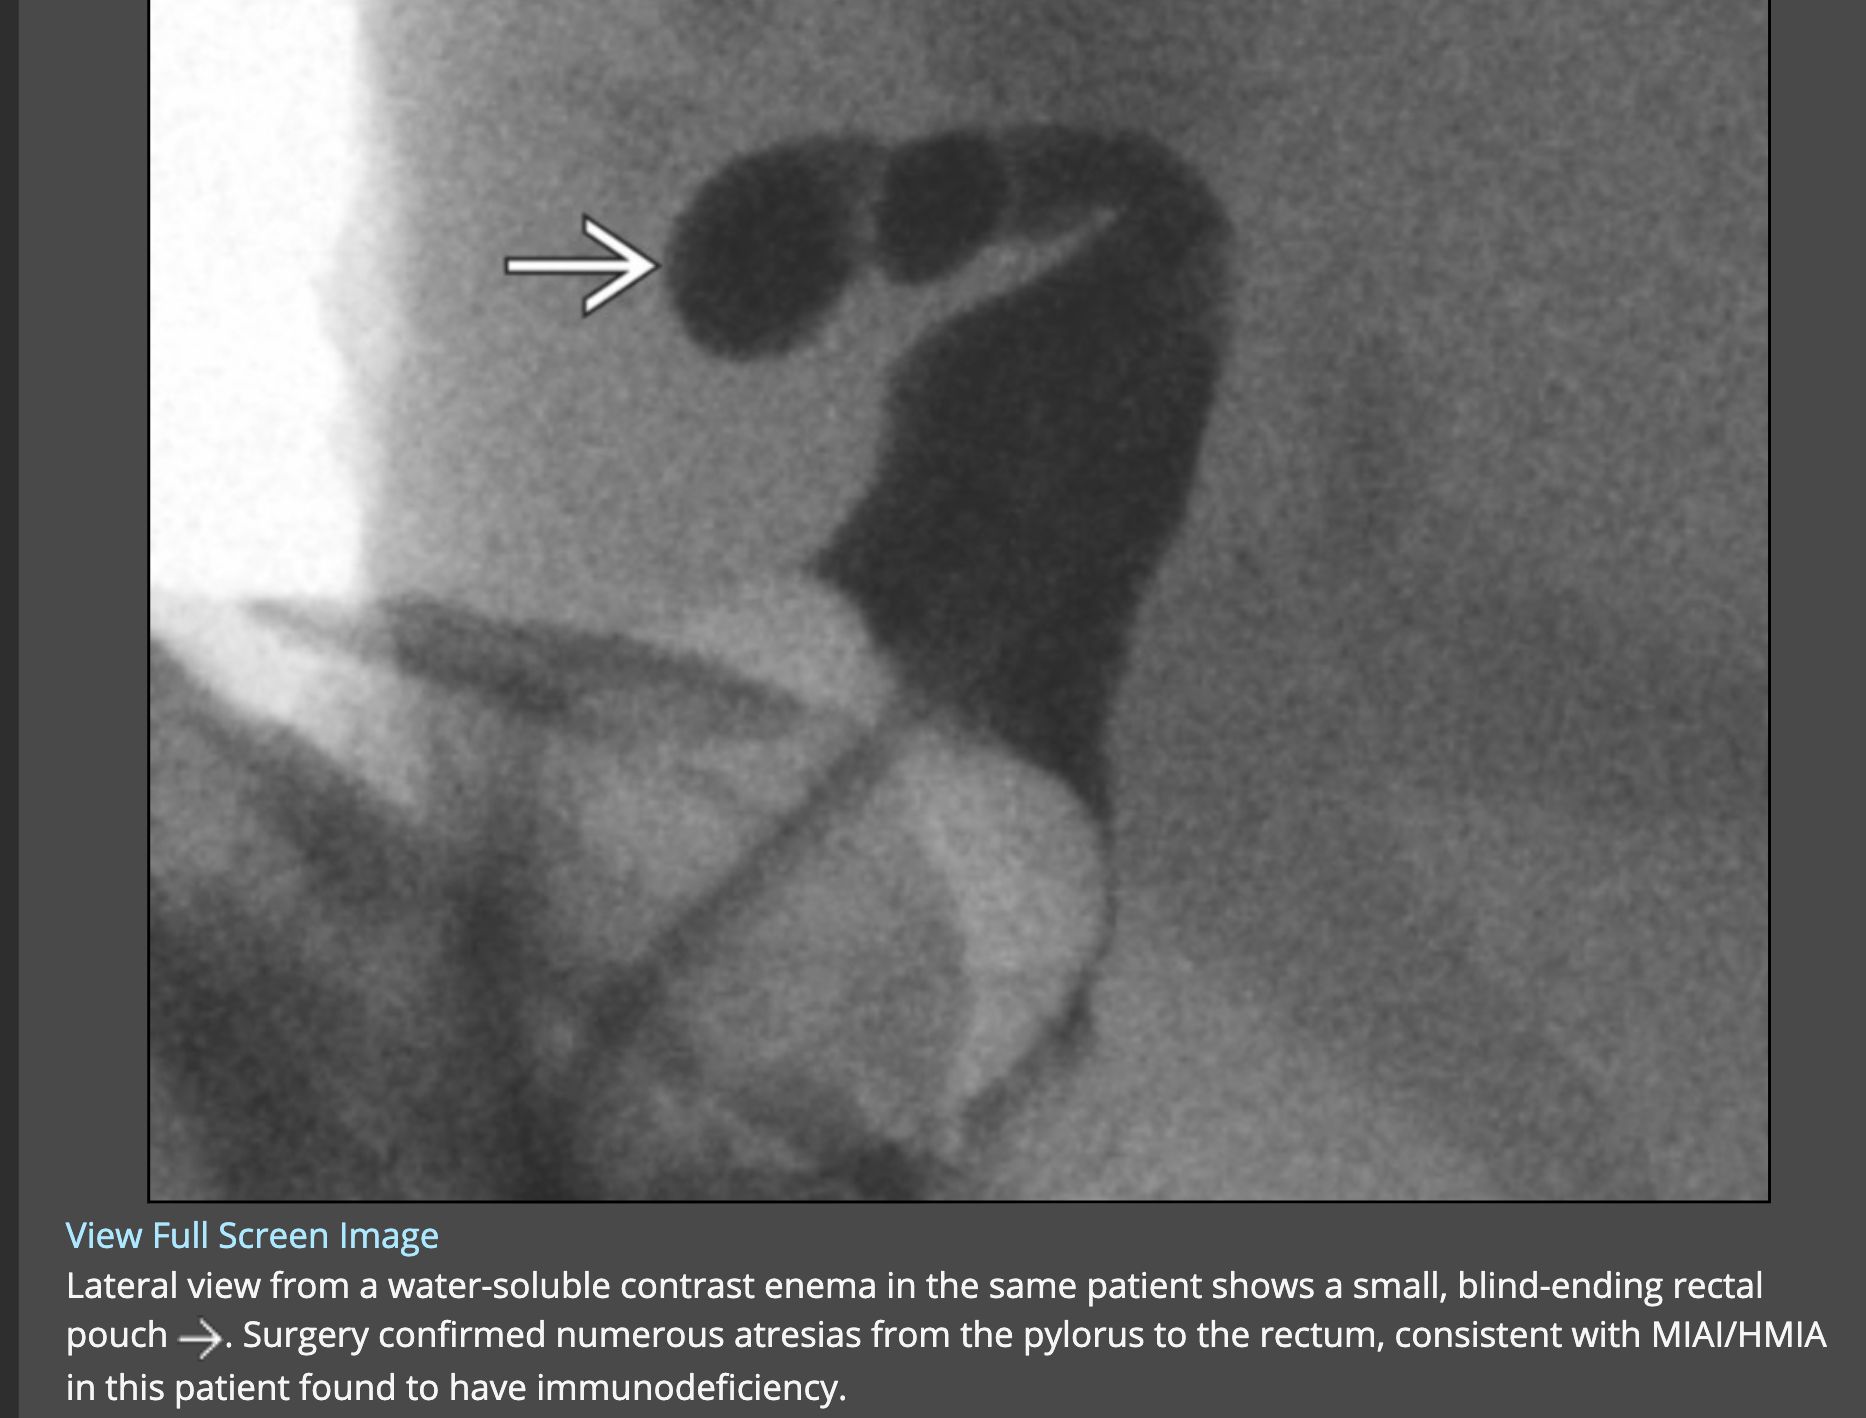 View Full Screen Image
Lateral view from a water-soluble contrast enema in the same patient shows a small, blind-ending rectal
pouch →. Surgery confirmed numerous atresias from the pylorus to the rectum, consistent with MIAI/HMIA
in this patient found to have immunodeficiency.